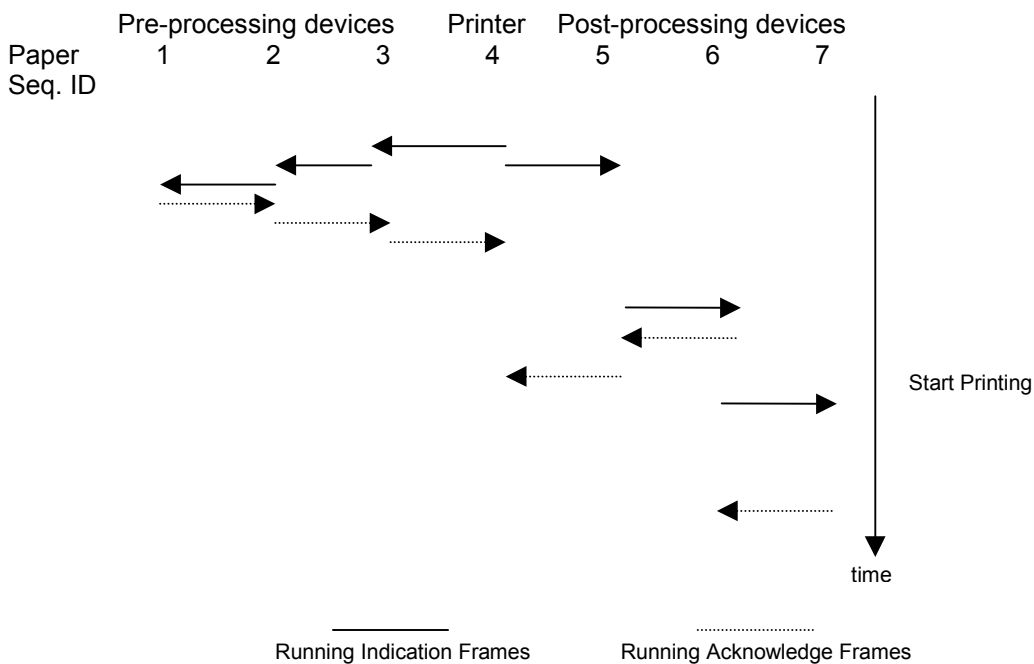 Pre-processing devices Printer Post-processing devices
Paper 1 2 3 4 5 6 7
Seq. ID
Start Printing
time
Running Indication Frames Running Acknowledge Frames